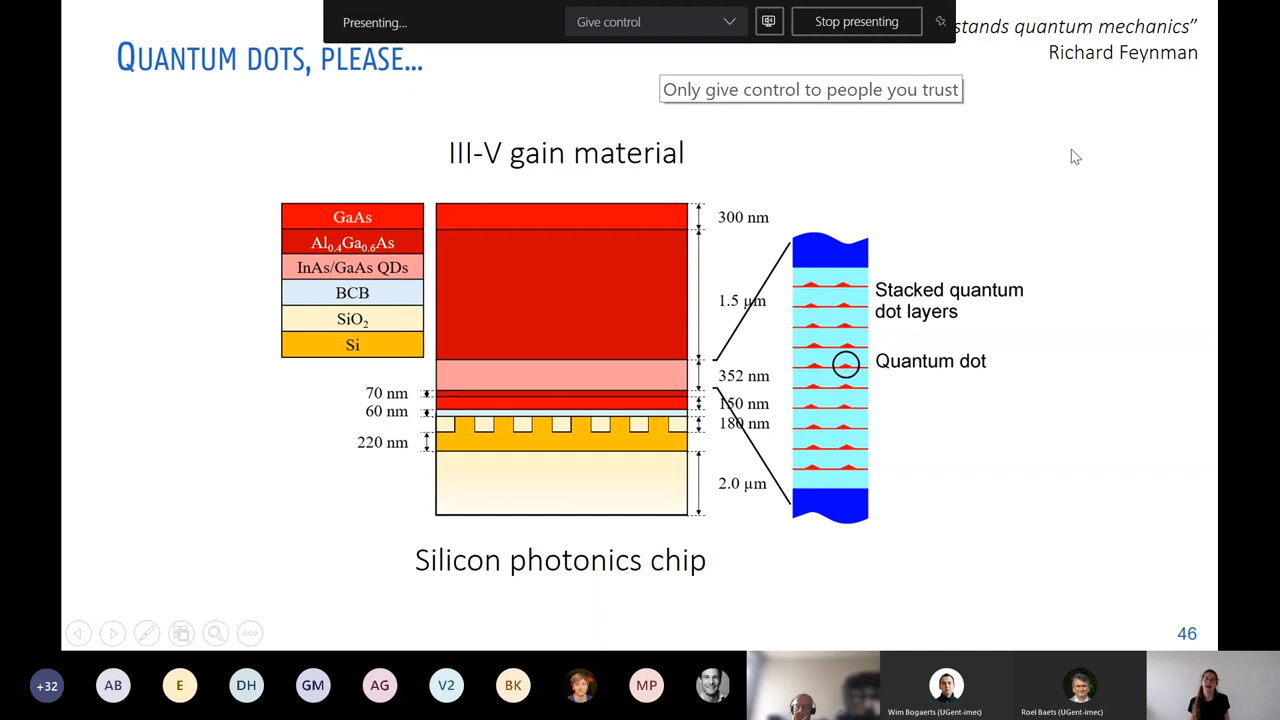 Presenting...
Give control
Stop presenting
stands quantum mechanics”
Richard Feynman
QUANTUM DOTS, PLEASE...
Only give control to people you trust
III-V gain material
GaAs
Al0.4Ga0.6As
InAs/GaAs QDs
BCB
SiO2
Si
300 nm
1.5 µm
352 nm
70 nm
150 nm
60 nm
180 nm
220 nm
2.0 µm
Stacked quantum
dot layers
Quantum dot
Silicon photonics chip
46
+32
AB
E
DH
GM
AG
V2
BK
MP
Wim Bogaerts (UGent-imec)
Roel Baets (UGent-imec)